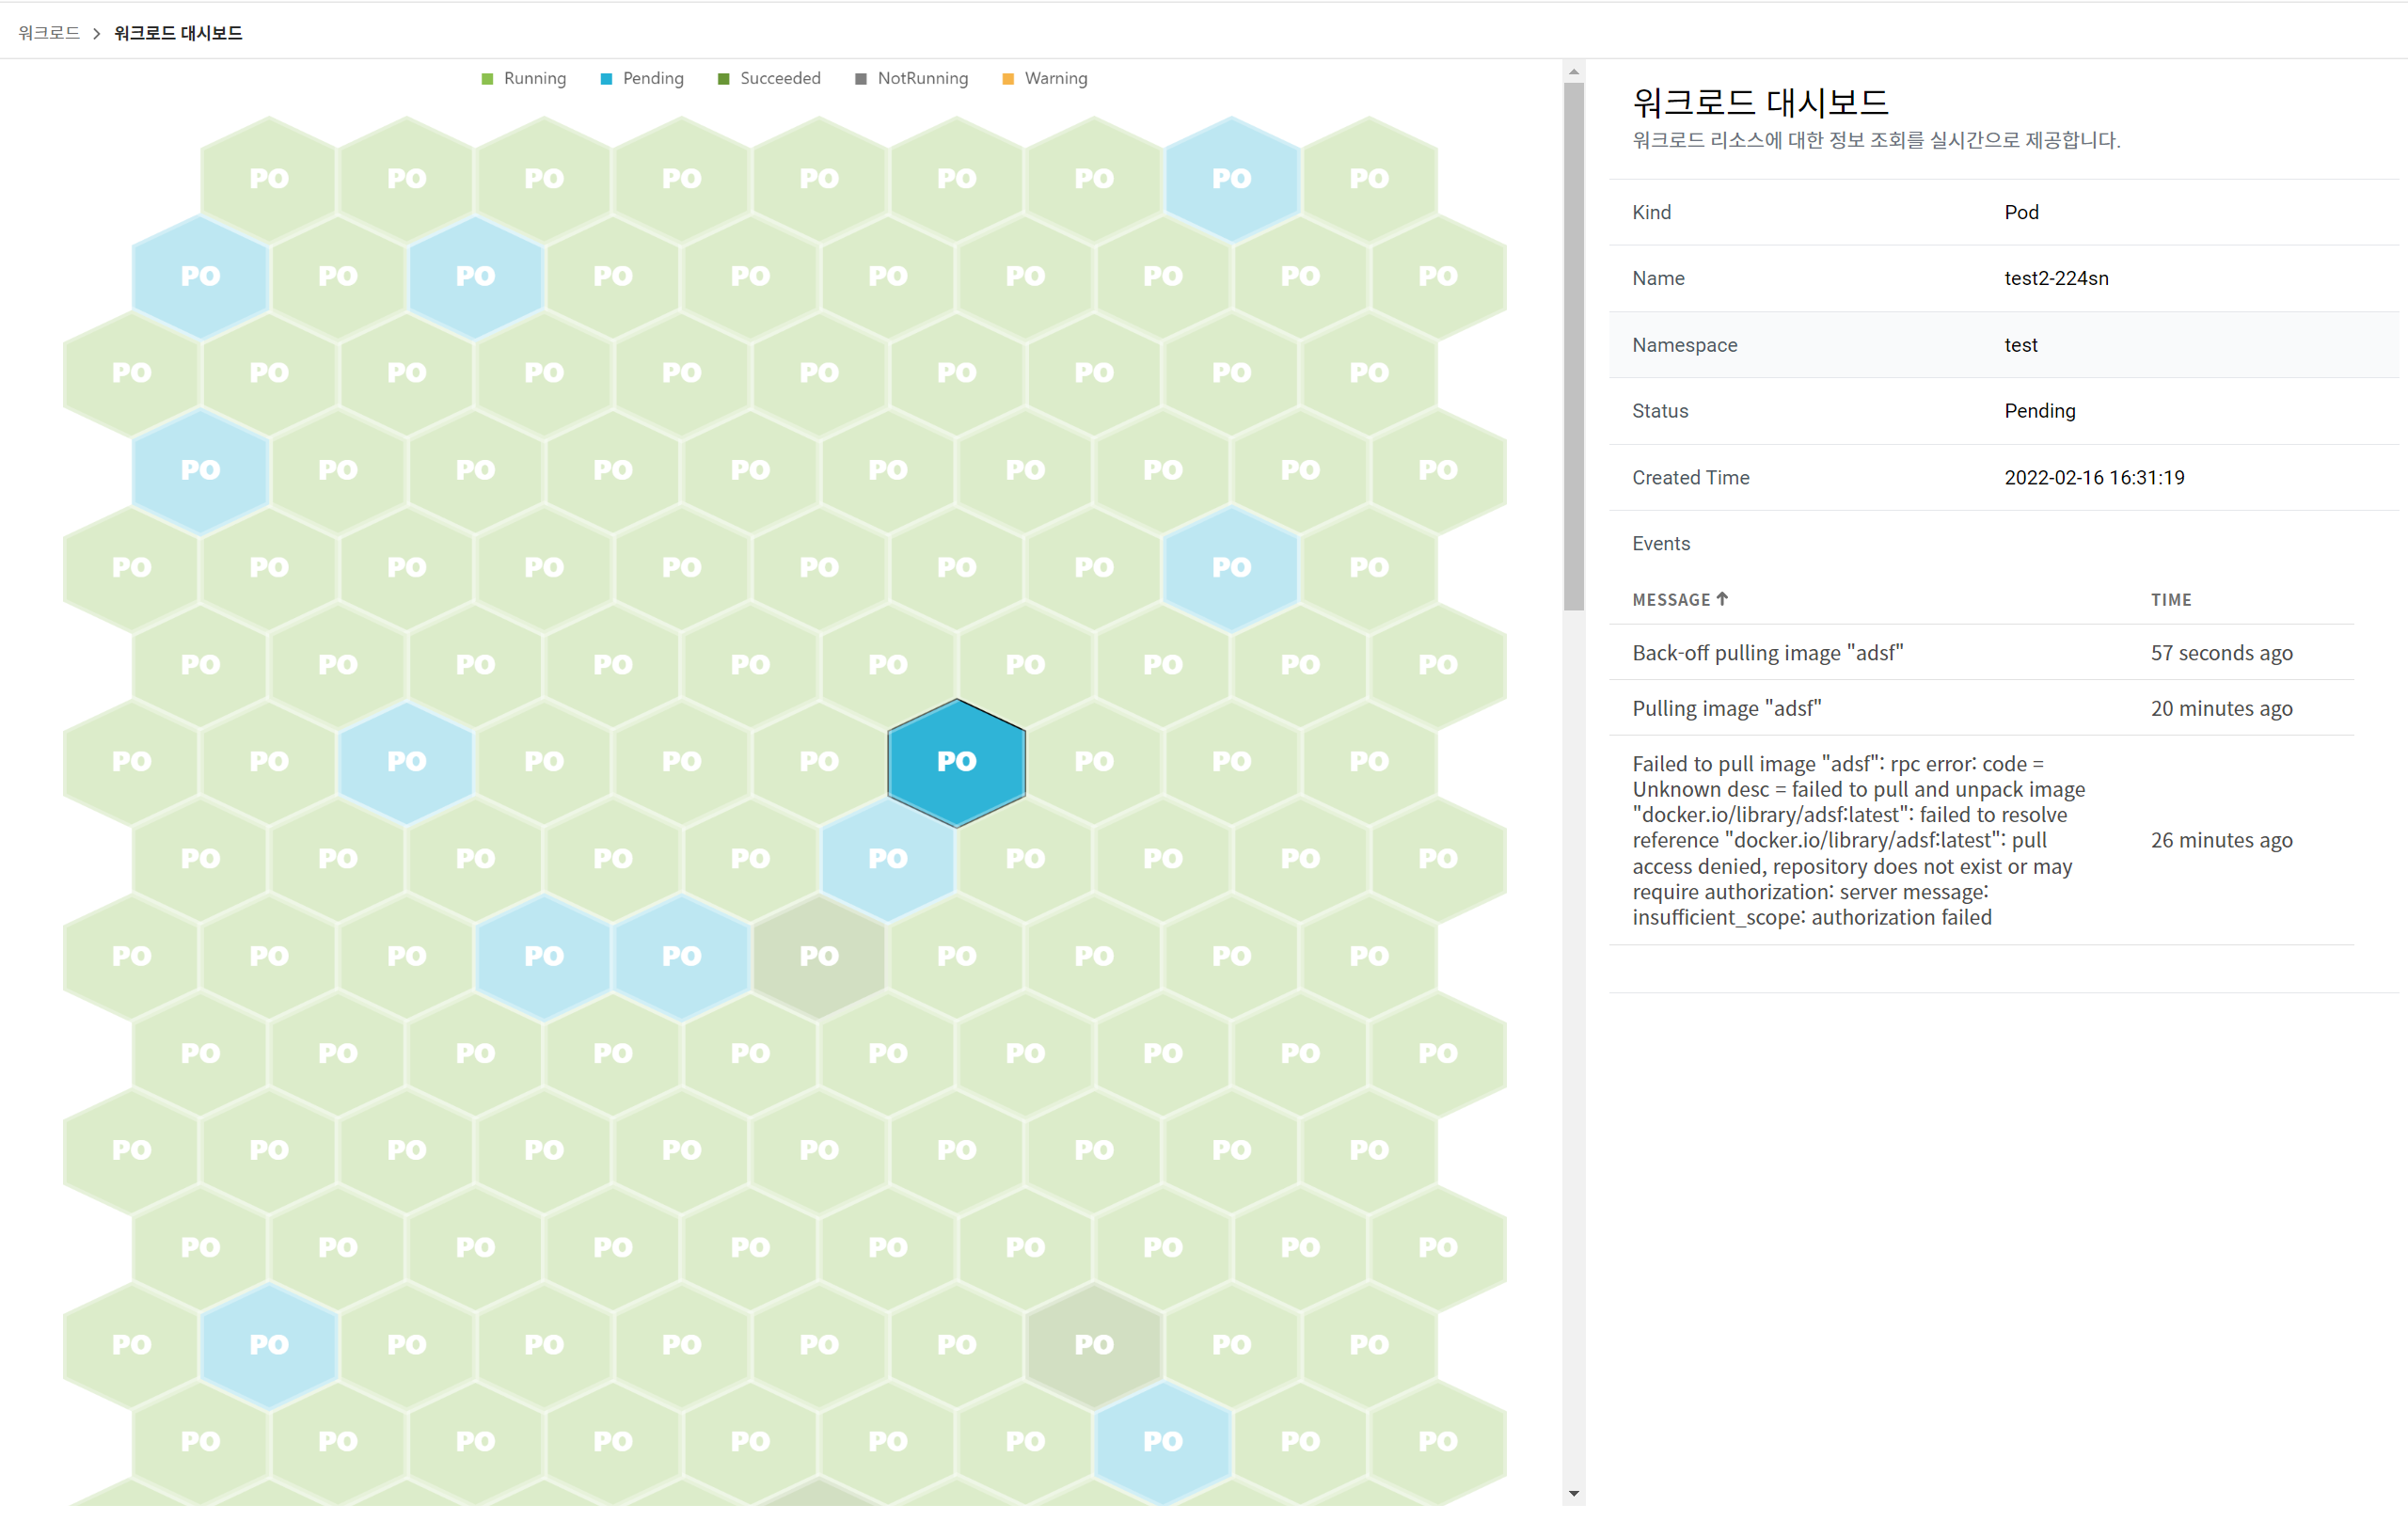 워크로드 > 워크로드 대시보드
Running Pending Succeeded NotRunning Warning
PO PO PO PO PO PO PO PO PO
PO PO PO PO PO PO PO PO PO PO
PO PO PO PO PO PO PO PO PO PO
PO PO PO PO PO PO PO PO PO PO
PO PO PO PO PO PO PO PO PO PO
PO PO PO PO PO PO PO PO PO PO
PO PO PO PO PO PO PO PO PO PO
PO PO PO PO PO PO PO PO PO PO
PO PO PO PO PO PO PO PO PO PO
PO PO PO PO PO PO PO PO PO PO
PO PO PO PO PO PO PO PO PO PO
PO PO PO PO PO PO PO PO PO PO
PO PO PO PO PO PO PO PO PO PO
PO PO PO PO PO PO PO PO PO PO
워크로드 대시보드
워크로드 리소스에 대한 정보 조회를 실시간으로 제공합니다.
Kind Pod
Name test2-224sn
Namespace test
Status Pending
Created Time 2022-02-16 16:31:19
Events
MESSAGE ↑ TIME
Back-off pulling image "adsf" 57 seconds ago
Pulling image "adsf" 20 minutes ago
Failed to pull image "adsf": rpc error: code =
Unknown desc = failed to pull and unpack image
"docker.io/library/adsf:latest": failed to resolve
reference "docker.io/library/adsf:latest": pull
access denied, repository does not exist or may
require authorization: server message:
insufficient_scope: authorization failed
26 minutes ago